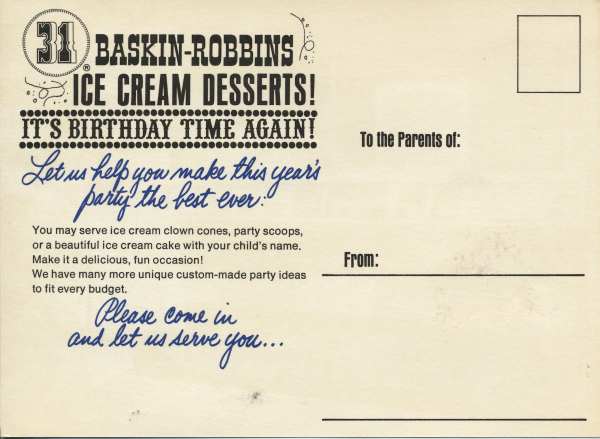 31® BASKIN-ROBBINS
ICE CREAM DESSERTS!
IT'S BIRTHDAY TIME AGAIN!
Let us help you make this year's
party the best ever:
You may serve ice cream clown cones, party scoops,
or a beautiful ice cream cake with your child's name.
Make it a delicious, fun occasion!
We have many more unique custom-made party ideas
to fit every budget.
Please come in
and let us serve you...
To the Parents of:
From: